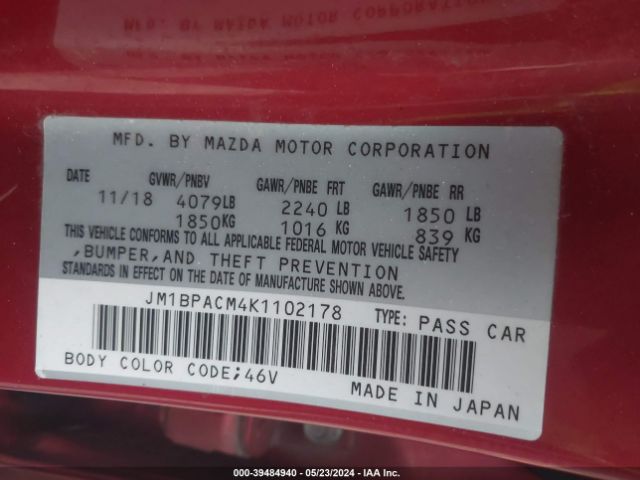 MFD. BY MAZDA MOTOR CORPORATION
DATE GVWR/PNBV GAWR/PNBE FRT GAWR/PNBE RR
11/18 4079LB 2240 LB 1850 LB
1850KG 1016 KG 839 KG
THIS VEHICLE CONFORMS TO ALL APPLICABLE FEDERAL MOTOR VEHICLE SAFETY
,BUMPER,AND THEFT PREVENTION
STANDARDS IN EFFECT ON THE DATE OF MANUFACTURE SHOWN ABOVE.
JM1BPACM4K1102178 TYPE: PASS CAR
BODY COLOR CODE;46V
MADE IN JAPAN
000-39484940 - 05/23/2024 - IAA Inc.